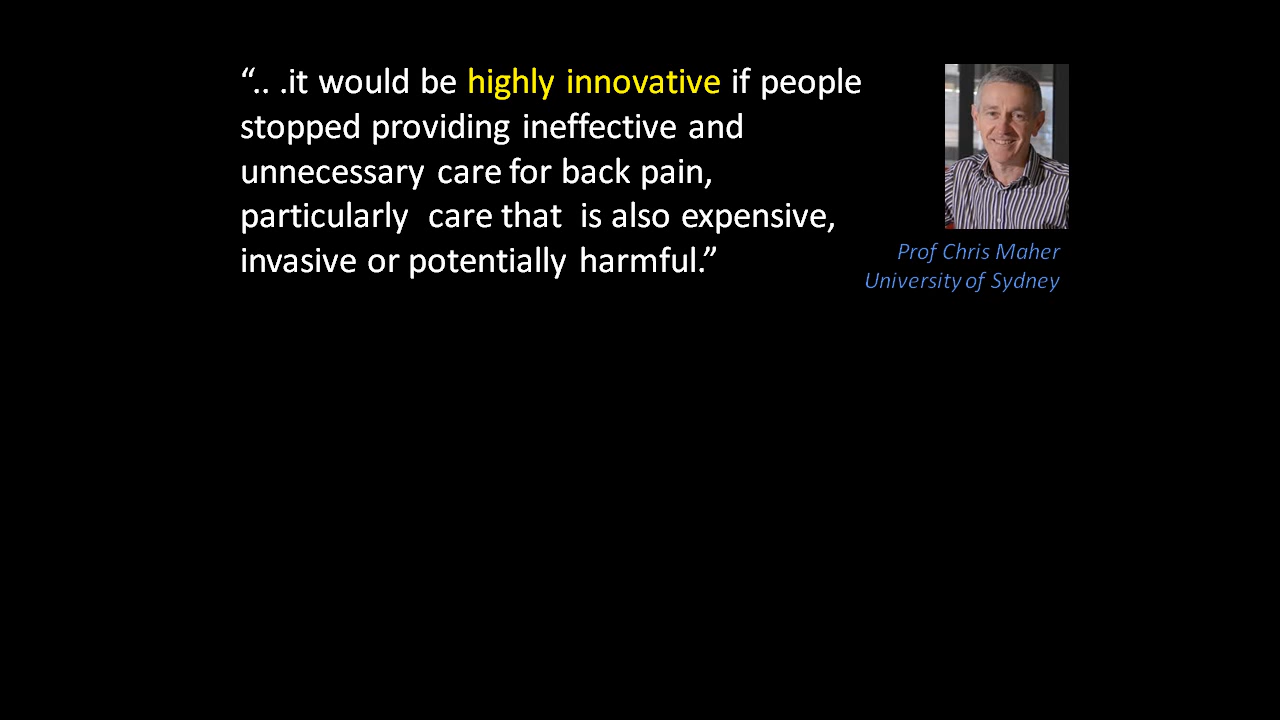 “.. .it would be highly innovative if people
stopped providing ineffective and
unnecessary care for back pain,
particularly  care that  is also expensive,
invasive or potentially harmful.”
Prof Chris Maher
University of Sydney